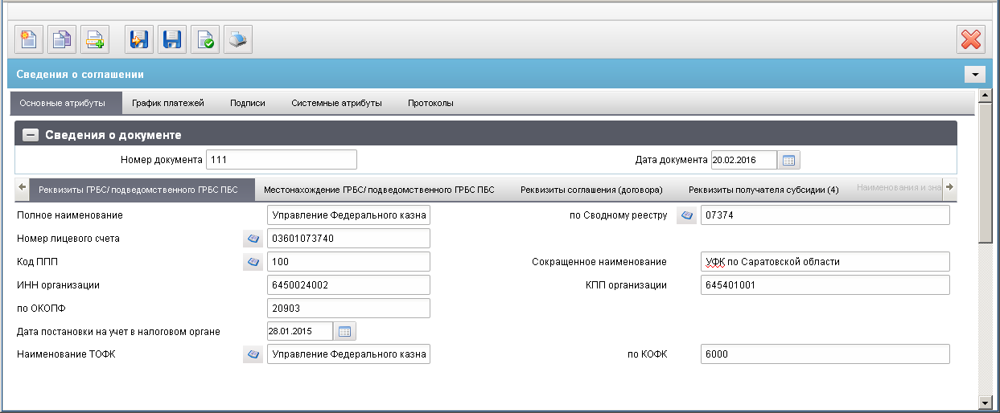 Сведения о соглашении
Основные атрибуты График платежей Подписи Системные атрибуты Протоколы
Сведения о документе
Номер документа 111 Дата документа 20.02.2016
Реквизиты ГРБС/ подведомственного ГРБС ПБС Местонахождение ГРБС/ подведомственного ГРБС ПБС Реквизиты соглашения (договора) Реквизиты получателя субсидии (4) Наименования и зна
Полное наименование Управление Федерального казна по Сводному реестру 07374
Номер лицевого счета 03601073740
Код ППП 100 Сокращенное наименование УФК по Саратовской области
ИНН организации 6450024002 КПП организации 645401001
по ОКОПФ 20903
Дата постановки на учет в налоговом органе 28.01.2015
Наименование ТОФК Управление Федерального казна по КОФК 6000